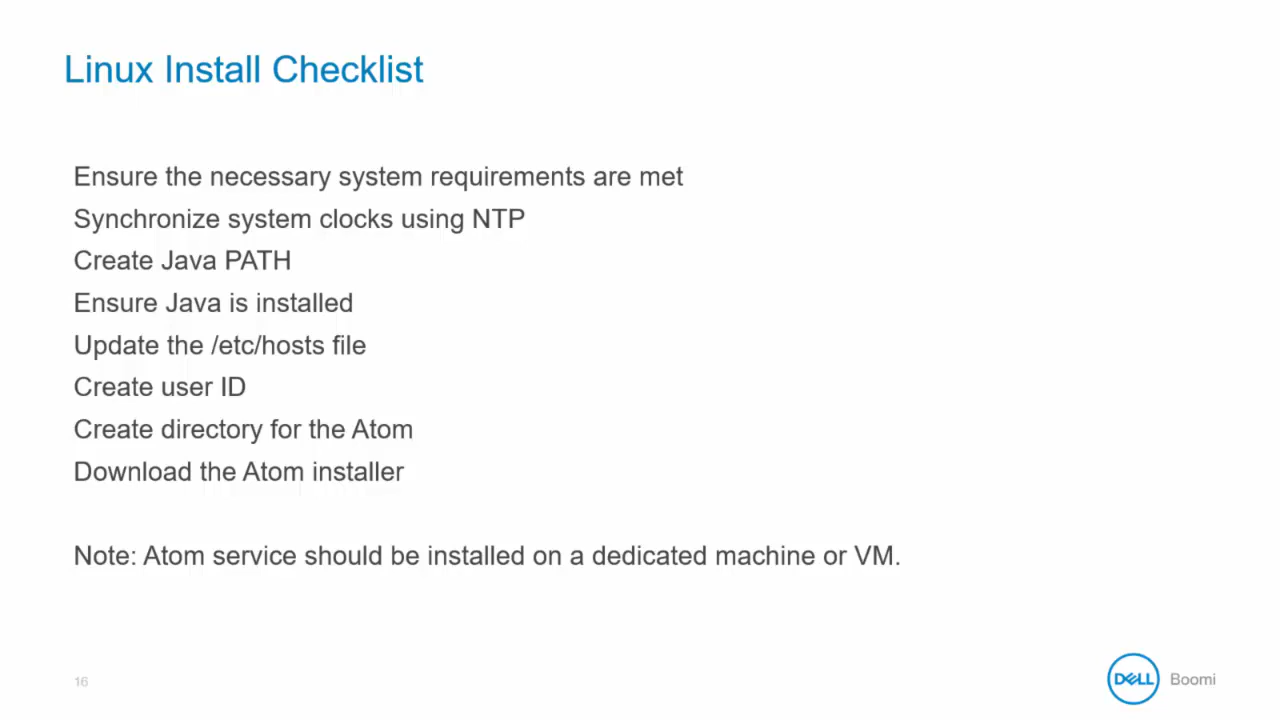 Linux Install Checklist
Ensure the necessary system requirements are met
Synchronize system clocks using NTP
Create Java PATH
Ensure Java is installed
Update the /etc/hosts file
Create user ID
Create directory for the Atom
Download the Atom installer
Note: Atom service should be installed on a dedicated machine or VM.
16
DELL Boomi